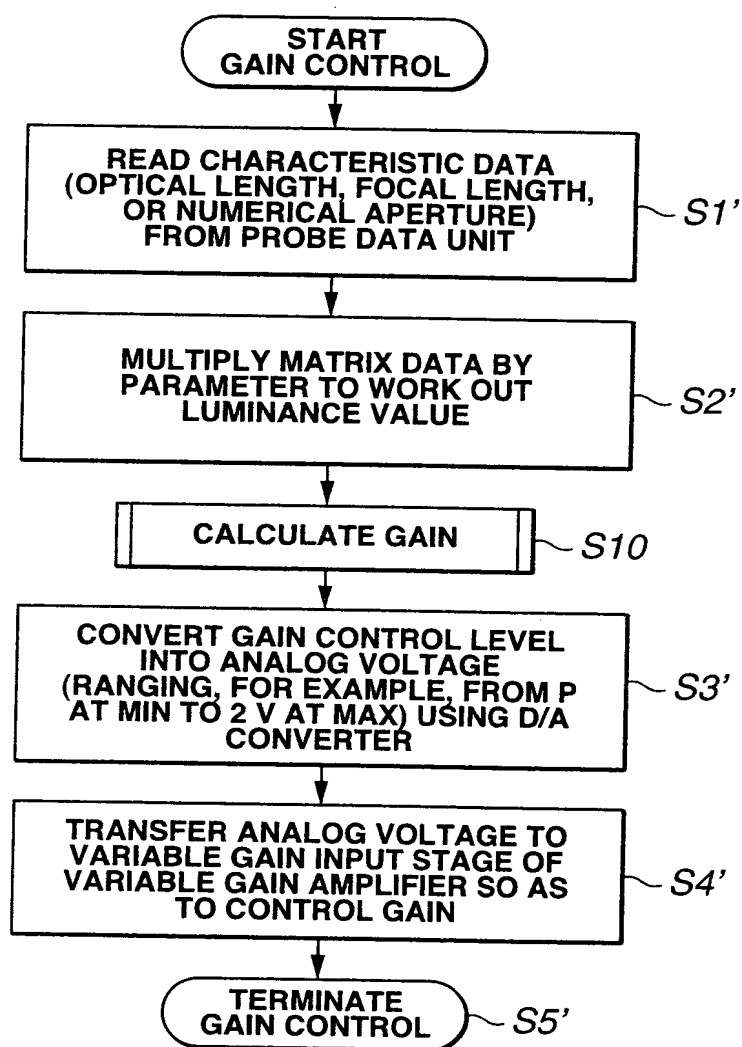 START
GAIN CONTROL
READ CHARACTERISTIC DATA
(OPTICAL LENGTH, FOCAL LENGTH,
OR NUMERICAL APERTURE)
FROM PROBE DATA UNIT
S1'
MULTIPLY MATRIX DATA BY
PARAMETER TO WORK OUT
LUMINANCE VALUE
S2'
CALCULATE GAIN
S10
CONVERT GAIN CONTROL LEVEL
INTO ANALOG VOLTAGE
(RANGING, FOR EXAMPLE, FROM P
AT MIN TO 2 V AT MAX) USING D/A
CONVERTER
S3'
TRANSFER ANALOG VOLTAGE TO
VARIABLE GAIN INPUT STAGE OF
VARIABLE GAIN AMPLIFIER SO AS
TO CONTROL GAIN
S4'
TERMINATE
GAIN CONTROL
S5'